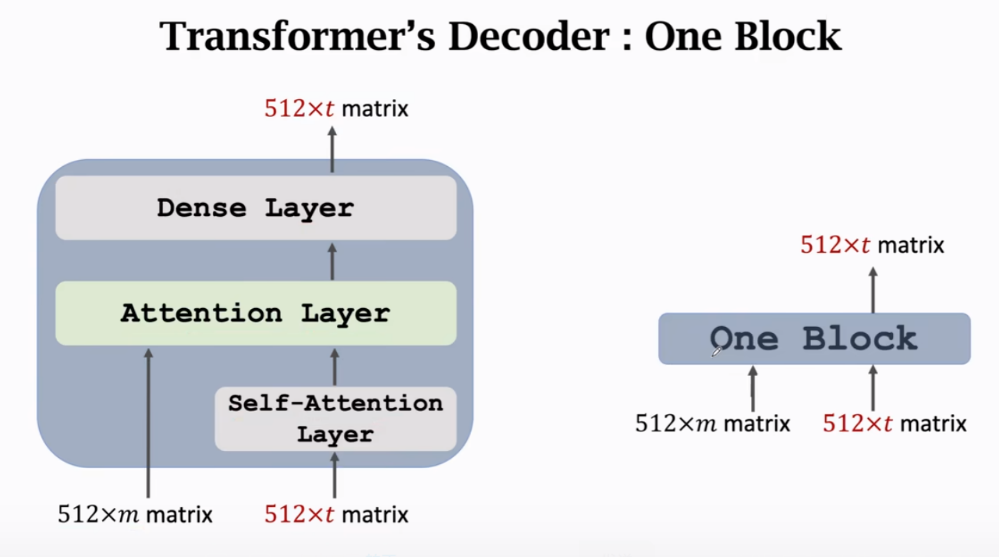 Transformer's Decoder : One Block
512×t matrix
Dense Layer
Attention Layer
Self-Attention
Layer
512×m matrix
512×t matrix
512×t matrix
One Block
512×m matrix
512×t matrix